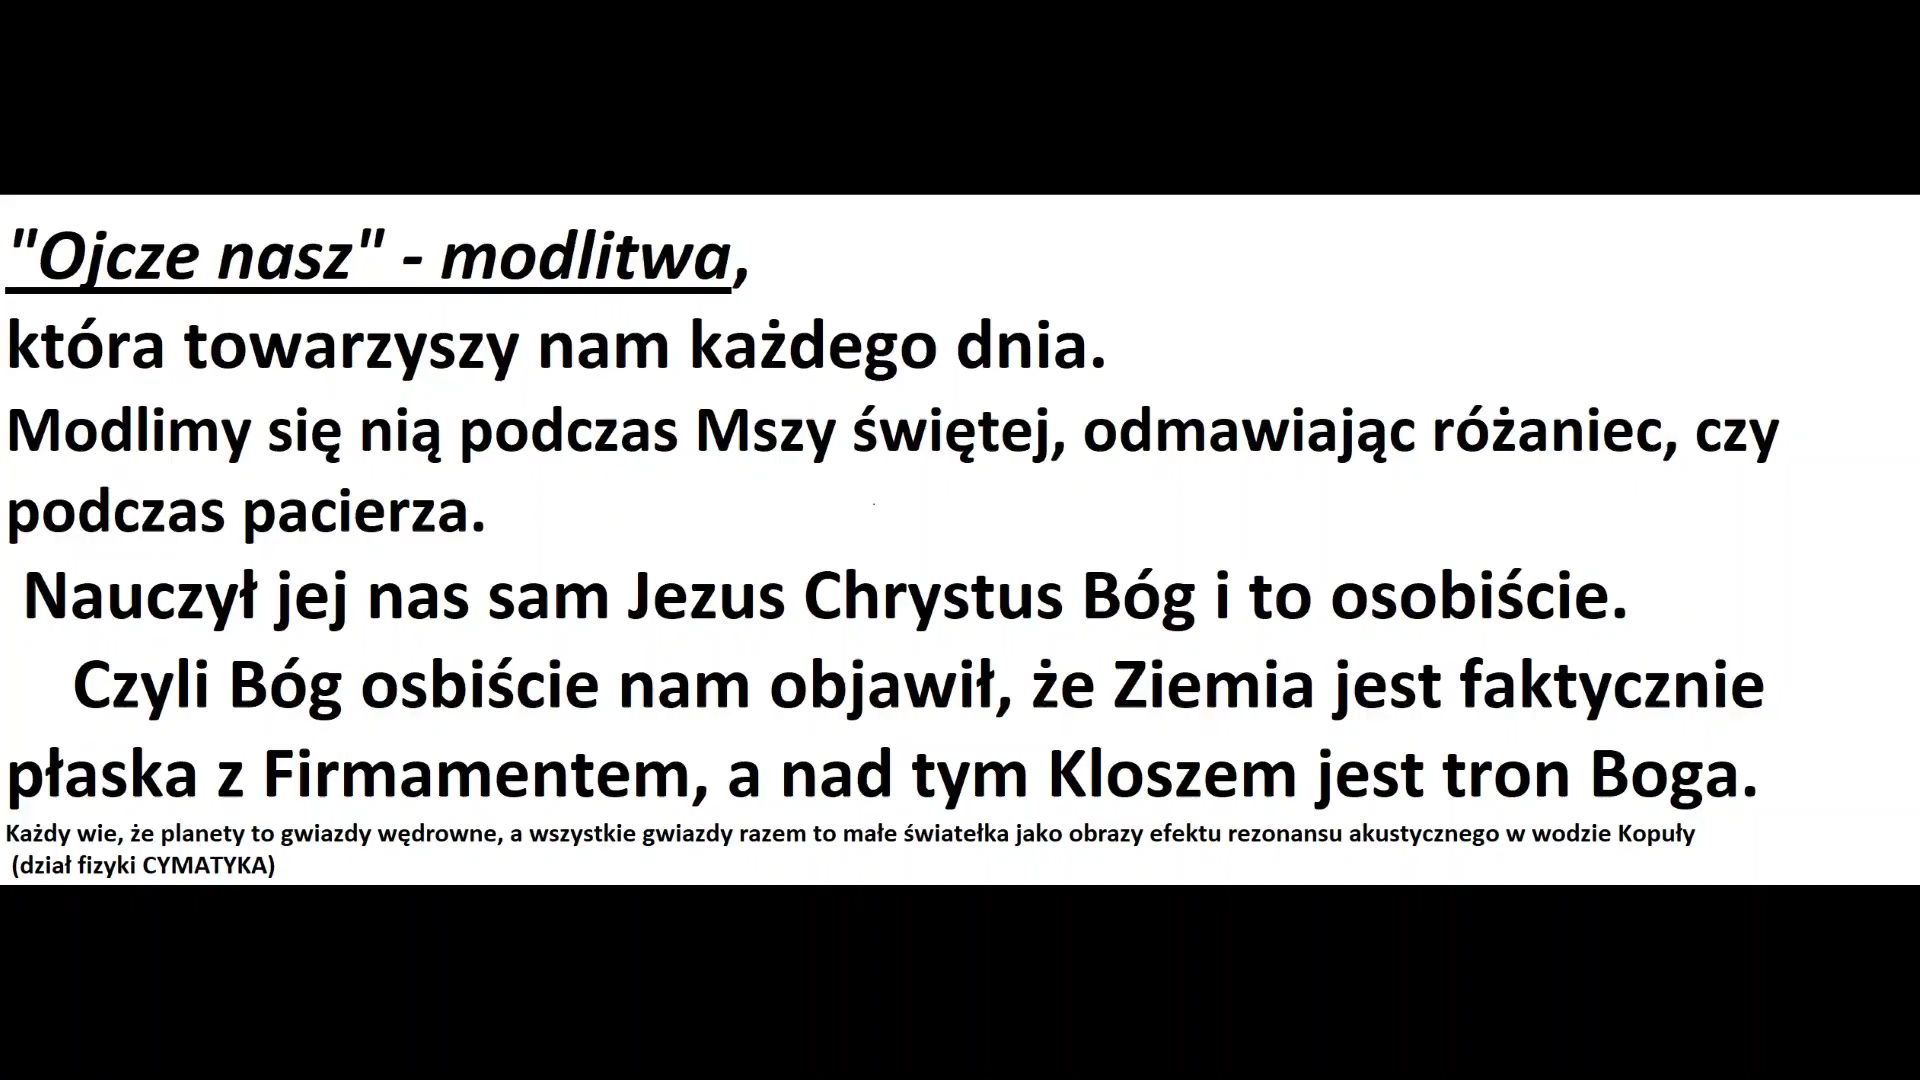 "Ojcze nasz" - modlitwa,
która towarzyszy nam każdego dnia.
Modlimy się nią podczas Mszy świętej, odmawiając różaniec, czy
podczas pacierza.
Nauczył jej nas sam Jezus Chrystus Bóg i to osobiście.
Czyli Bóg osbiście nam objawił, że Ziemia jest faktycznie
płaska z Firmamentem, a nad tym Kloszem jest tron Boga.
Każdy wie, że planety to gwiazdy wędrowne, a wszystkie gwiazdy razem to małe światełka jako obrazy efektu rezonansu akustycznego w wodzie Kopuły
(dział fizyki CYMATYKA)